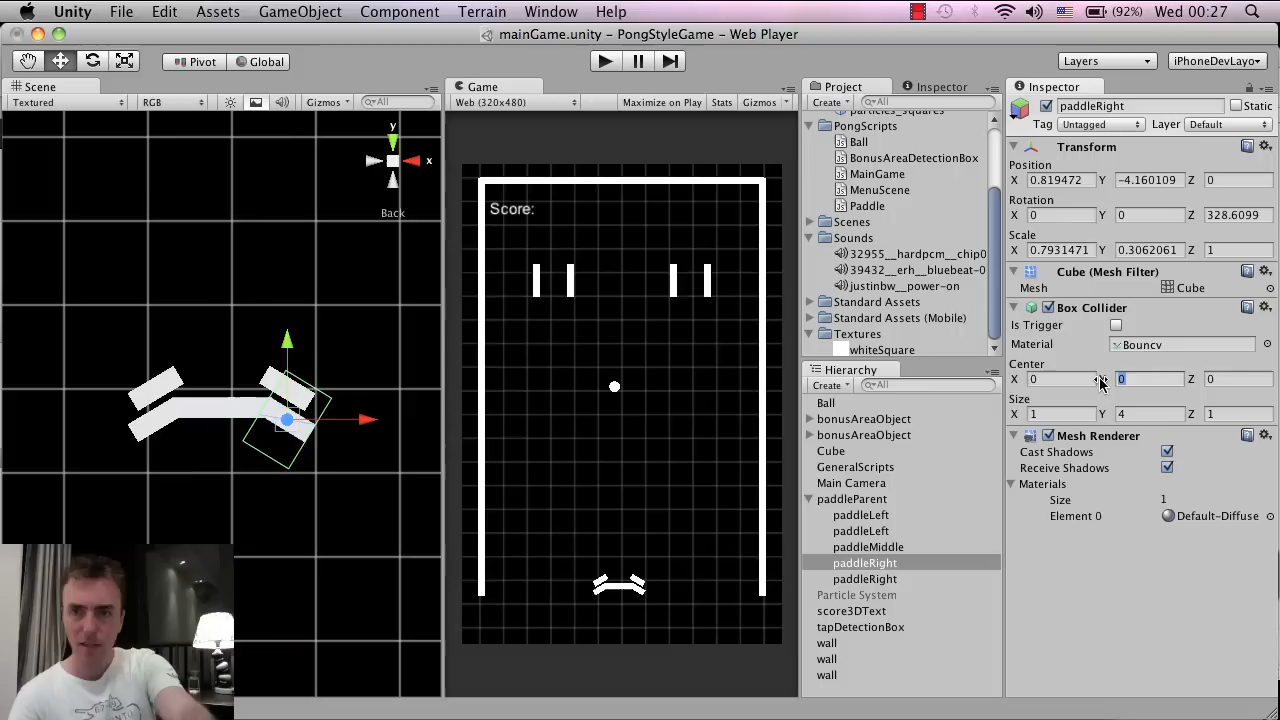 Unity File Edit Assets GameObject Component Terrain Window Help (92%) Wed 00:27
mainGame.unity - PongStyleGame - Web Player
Pivot Global Layers iPhoneDevLayo
Scene Game Project Inspector Inspector
Textured RGB Gizmos All Web (320x480) Maximize on Play Stats Gizmos Create All
paddleRight Static
Tag Untagged Layer Default
particles_squares
PongScripts
Ball
BonusAreaDetectionBox
MainGame
MenuScene
Paddle
Scenes
Sounds
32955__hardpcm__chip0
39432__erh__bluebeat-0
justinbw__power-on
Standard Assets
Standard Assets (Mobile)
Textures
whiteSquare
Hierarchy
Create All
Ball
bonusAreaObject
bonusAreaObject
Cube
GeneralScripts
Main Camera
paddleParent
paddleLeft
paddleLeft
paddleMiddle
paddleRight
paddleRight
Particle System
score3DText
tapDetectionBox
wall
wall
wall
Transform
Position
X 0.819472 Y -4.160109 Z 0
Rotation
X 0 Y 0 Z 328.6099
Scale
X 0.7931471 Y 0.3062061 Z 1
Cube (Mesh Filter)
Mesh Cube
Box Collider
Is Trigger
Material Bouncy
Center
X 0 0 Z 0
Size
X 1 Y 4 Z 1
Mesh Renderer
Cast Shadows
Receive Shadows
Materials
Size 1
Element 0 Default-Diffuse
y
x
Back
Score: